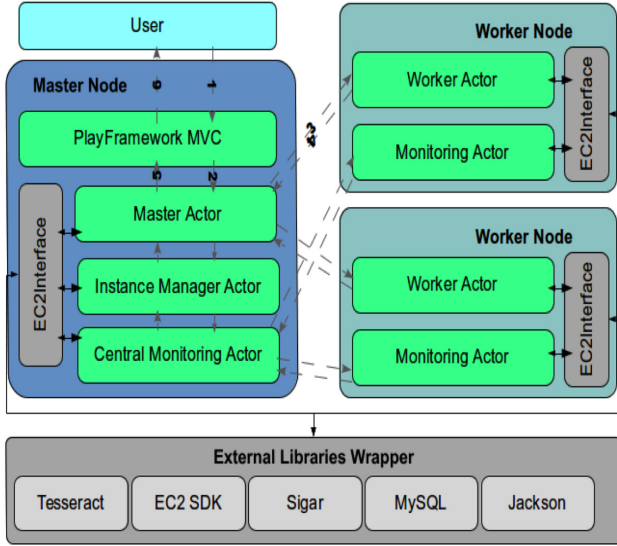 User
Master Node
6
1
PlayFramework MVC
5
2
Master Actor
Instance Manager Actor
Central Monitoring Actor
EC2Interface
Worker Node
Worker Actor
Monitoring Actor
EC2Interface
Worker Node
Worker Actor
Monitoring Actor
EC2Interface
External Libraries Wrapper
Tesseract
EC2 SDK
Sigar
MySQL
Jackson